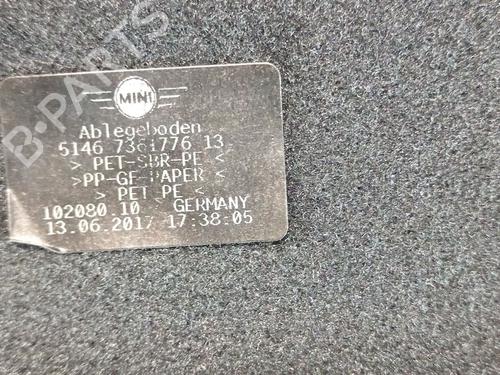 B-PARTS
MINI
Ablegeboden
5146 7361776 13
> PET-SBR-PE <
>PP-GF-PAPER <
> PET PE <
102080.10 GERMANY
13.06.2017 17:38:05